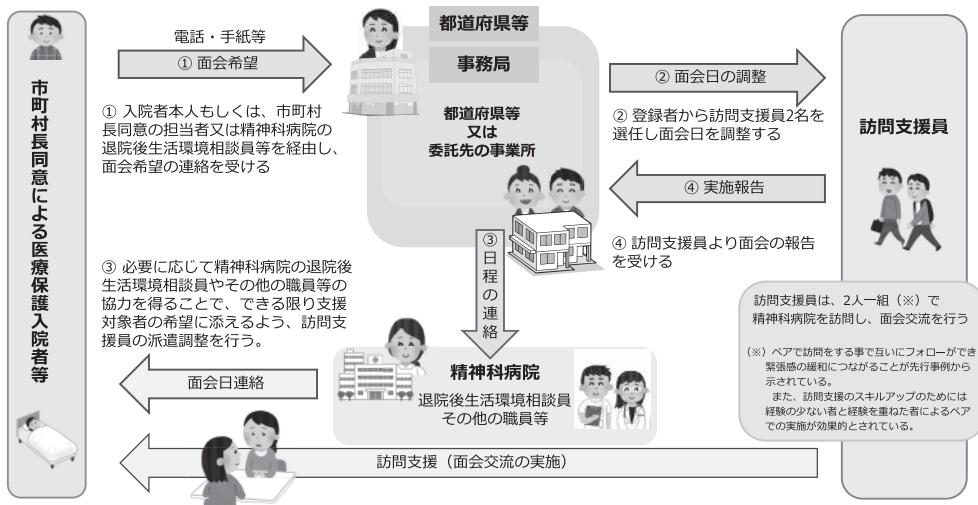 市町村長同意による医療保護入院者等
電話・手紙等
① 面会希望
① 入院者本人もしくは、市町村
長同意の担当者又は精神科病院の
退院後生活環境相談員等を経由し、
面会希望の連絡を受ける
都道府県等
事務局
都道府県等
又は
委託先の事業所
② 面会日の調整
② 登録者から訪問支援員2名を
選任し面会日を調整する
④ 実施報告
④ 訪問支援員より面会の報告
を受ける
訪問支援員
③日程の連絡
③ 必要に応じて精神科病院の退院後
生活環境相談員やその他の職員等の
協力を得ることで、できる限り支援
対象者の希望に添えるよう、訪問支
援員の派遣調整を行う。
面会日連絡
精神科病院
退院後生活環境相談員
その他の職員等
訪問支援員は、2人一組（※）で
精神科病院を訪問し、面会交流を行う
（※）ペアで訪問をする事で互いにフォローができ
緊張感の緩和につながることが先行事例から
示されている。
また、訪問支援のスキルアップのためには
経験の少ない者と経験を重ねた者によるペア
での実施が効果的とされている。
訪問支援（面会交流の実施）